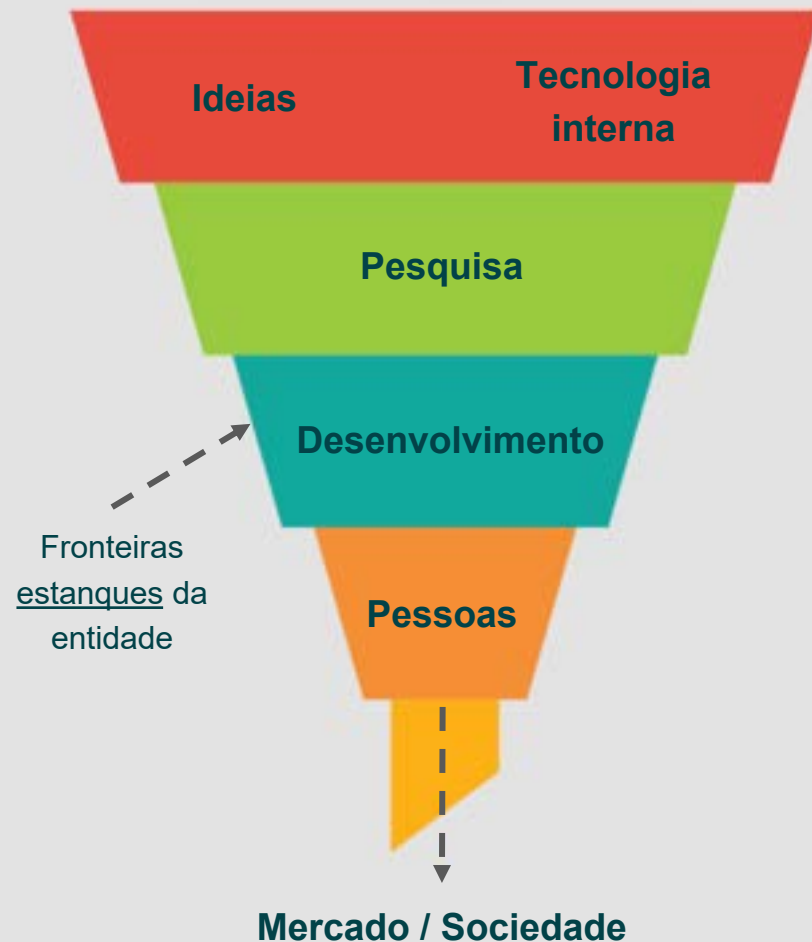 Ideias
Tecnologia
interna
Pesquisa
Desenvolvimento
Fronteiras
estanques da
entidade
Pessoas
Mercado / Sociedade